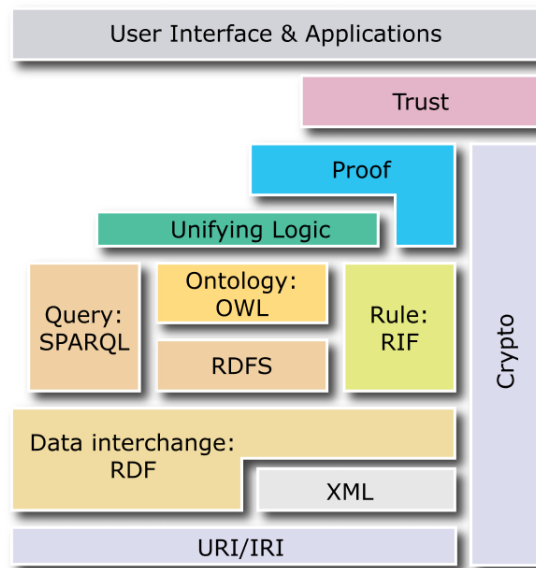 User Interface & Applications
Trust
Proof
Unifying Logic
Query:
SPARQL
Ontology:
OWL
RDFS
Rule:
RIF
Crypto
Data interchange:
RDF
XML
URI/IRI